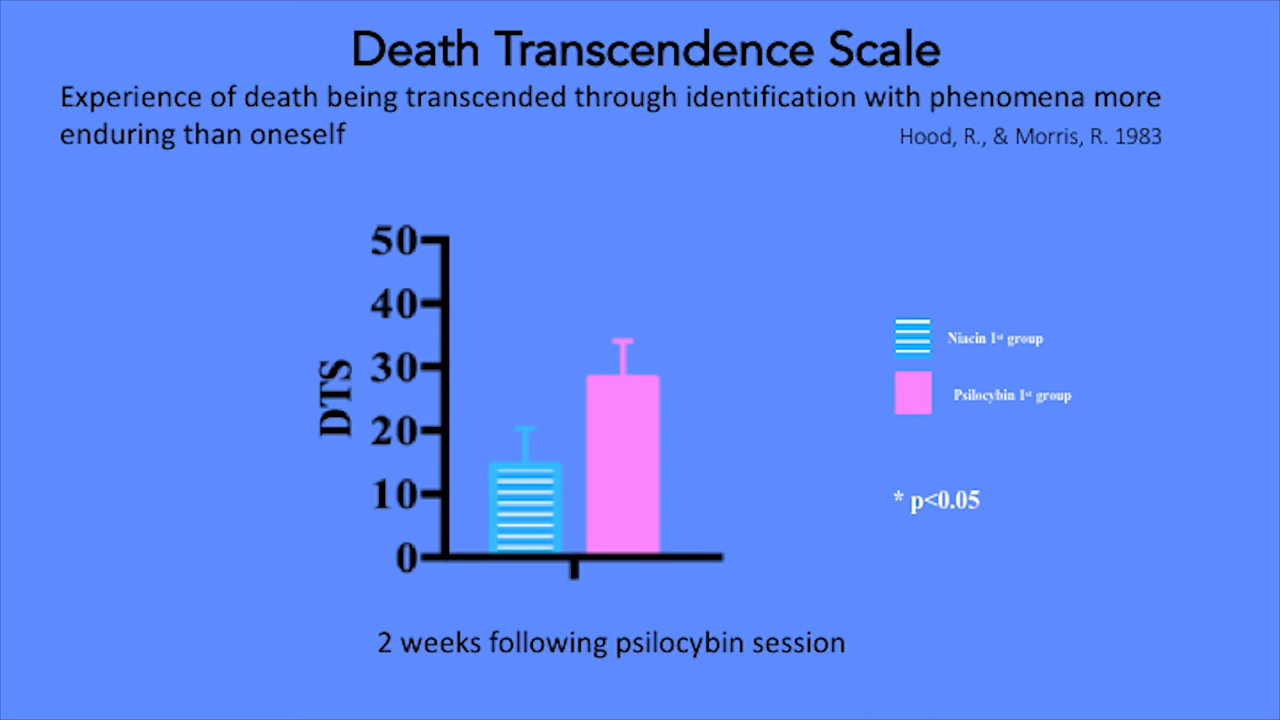 Death Transcendence Scale
Experience of death being transcended through identification with phenomena more
enduring than oneself
Hood, R., & Morris, R. 1983
50
40
30
20
10
0
DTS
Niacin 1st group
Psilocybin 1st group
* p<0.05
2 weeks following psilocybin session